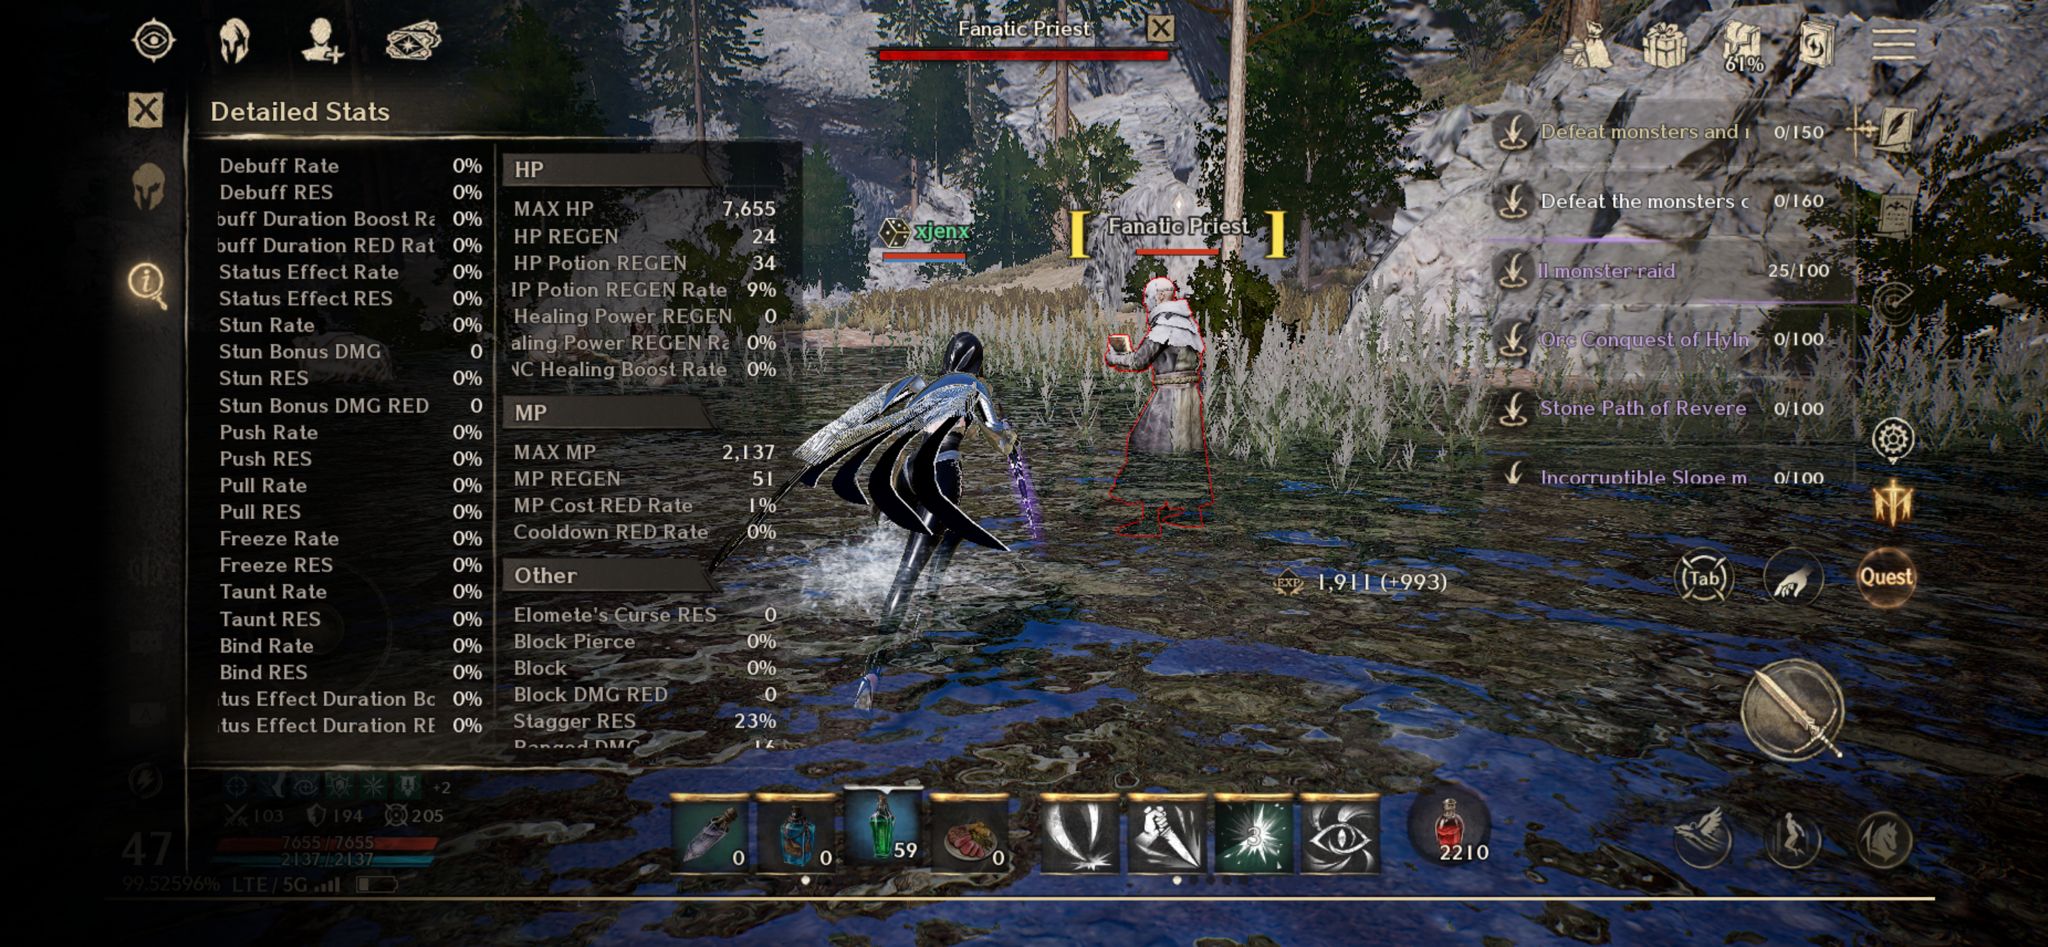 Fanatic Priest
61%
Detailed Stats
Debuff Rate 0%
Debuff RES 0%
buff Duration Boost Ra 0%
buff Duration RED Rat 0%
Status Effect Rate 0%
Status Effect RES 0%
Stun Rate 0%
Stun Bonus DMG 0
Stun RES 0%
Stun Bonus DMG RED 0
Push Rate 0%
Push RES 0%
Pull Rate 0%
Pull RES 0%
Freeze Rate 0%
Freeze RES 0%
Taunt Rate 0%
Taunt RES 0%
Bind Rate 0%
Bind RES 0%
tus Effect Duration Bo 0%
tus Effect Duration RE 0%
HP
MAX HP 7,655
HP REGEN 24
HP Potion REGEN 34
IP Potion REGEN Rate 9%
Healing Power REGEN 0
aling Power REGEN Ra 0%
NC Healing Boost Rate 0%
MP
MAX MP 2,137
MP REGEN 51
MP Cost RED Rate 1%
Cooldown RED Rate 0%
Other
Elomete's Curse RES 0
Block Pierce 0%
Block 0%
Block DMG RED 0
Stagger RES 23%
Ranged DMG 16
xjenx
Fanatic Priest
Defeat monsters and r 0/150
Defeat the monsters c 0/160
ll monster raid 25/100
Orc Conquest of Hyln 0/100
Stone Path of Revere 0/100
Incorruptible Slope m 0/100
EXP 1,911 (+993)
Tab
Quest
+2
103 194 205
47
7655/7655
2137/2137
99.52596% LTE / 5G
0
0
59
0
3
2210